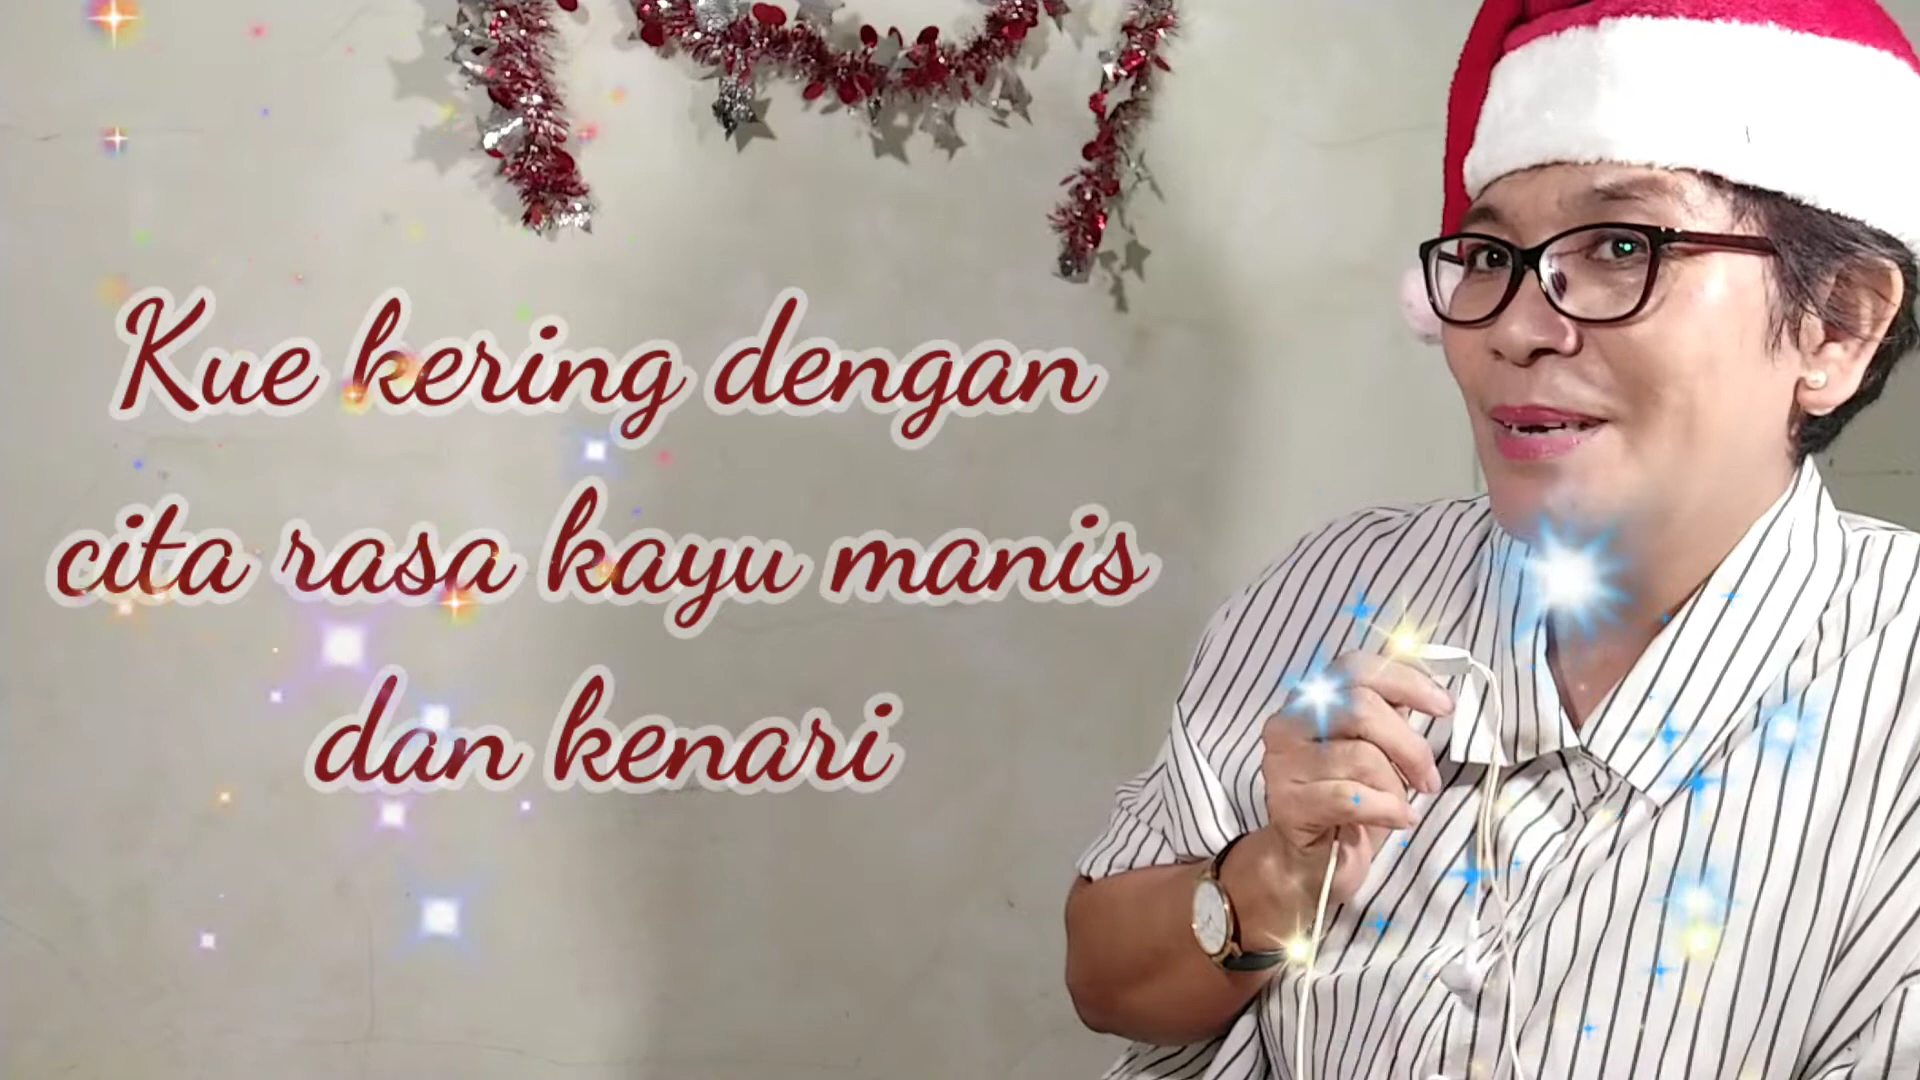 Kue kering dengan
cita rasa kayu manis
dan kenari